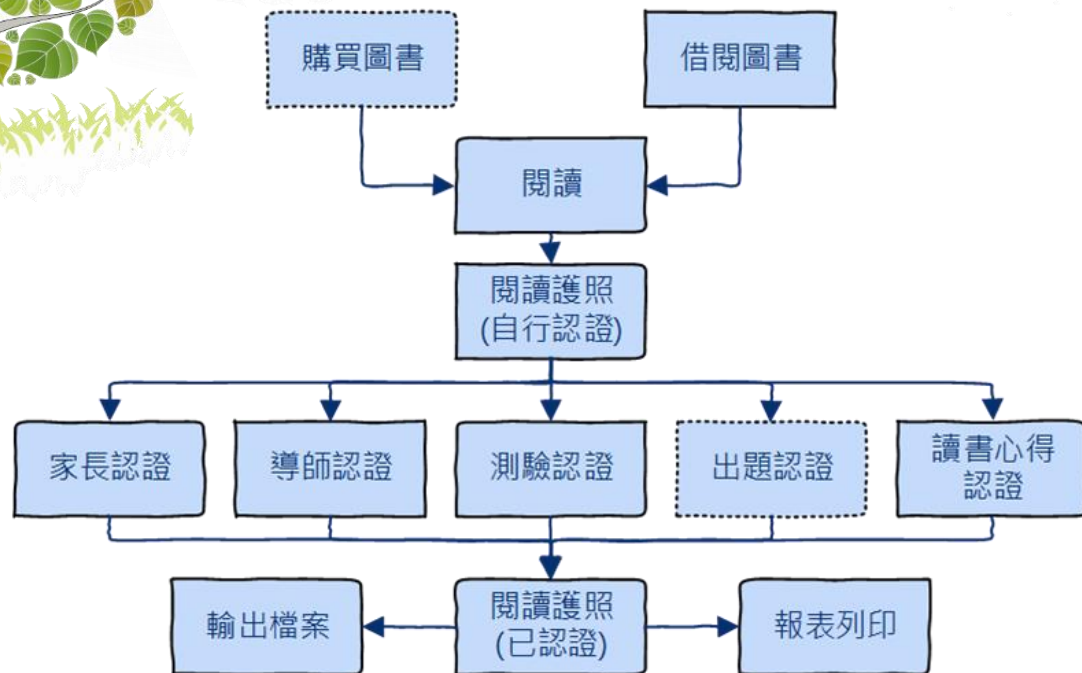 購買圖書
借閱圖書
閱讀
閱讀護照
(自行認證)
家長認證
導師認證
測驗認證
出題認證
讀書心得
認證
輸出檔案
閱讀護照
(已認證)
報表列印